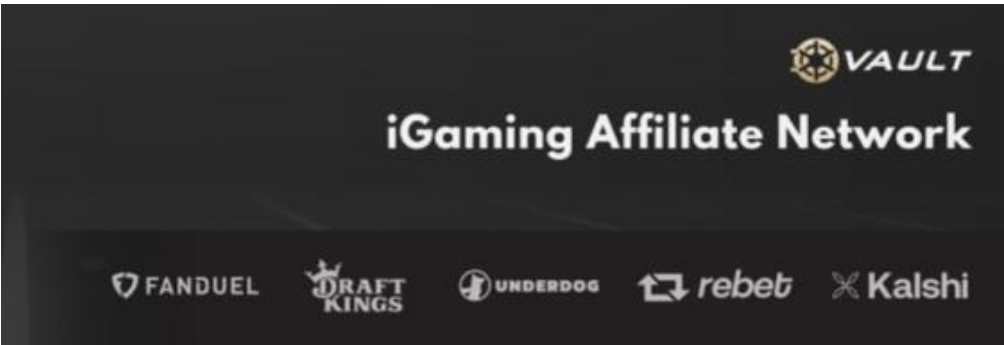 VAULT
iGaming Affiliate Network
FANDUEL
DRAFT
KINGS
UNDERDOG
rebet
Kalshi